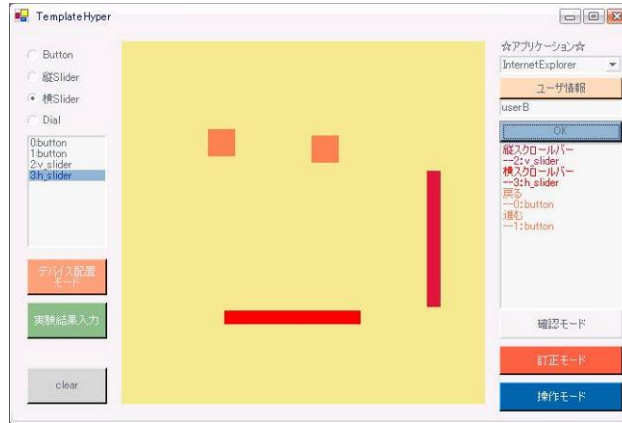 TemplateHyper
Button
縦Slider
横Slider
Dial
0:button
1:button
2:v_slider
3:h_slider
デバイス配置
モード
実験結果入力
clear
☆アプリケーション☆
InternetExplorer
ユーザ情報
userB
OK
縦スクロールバー
--2:v_slider
横スクロールバー
--3:h_slider
戻る
--0:button
進む
--1:button
確認モード
訂正モード
操作モード